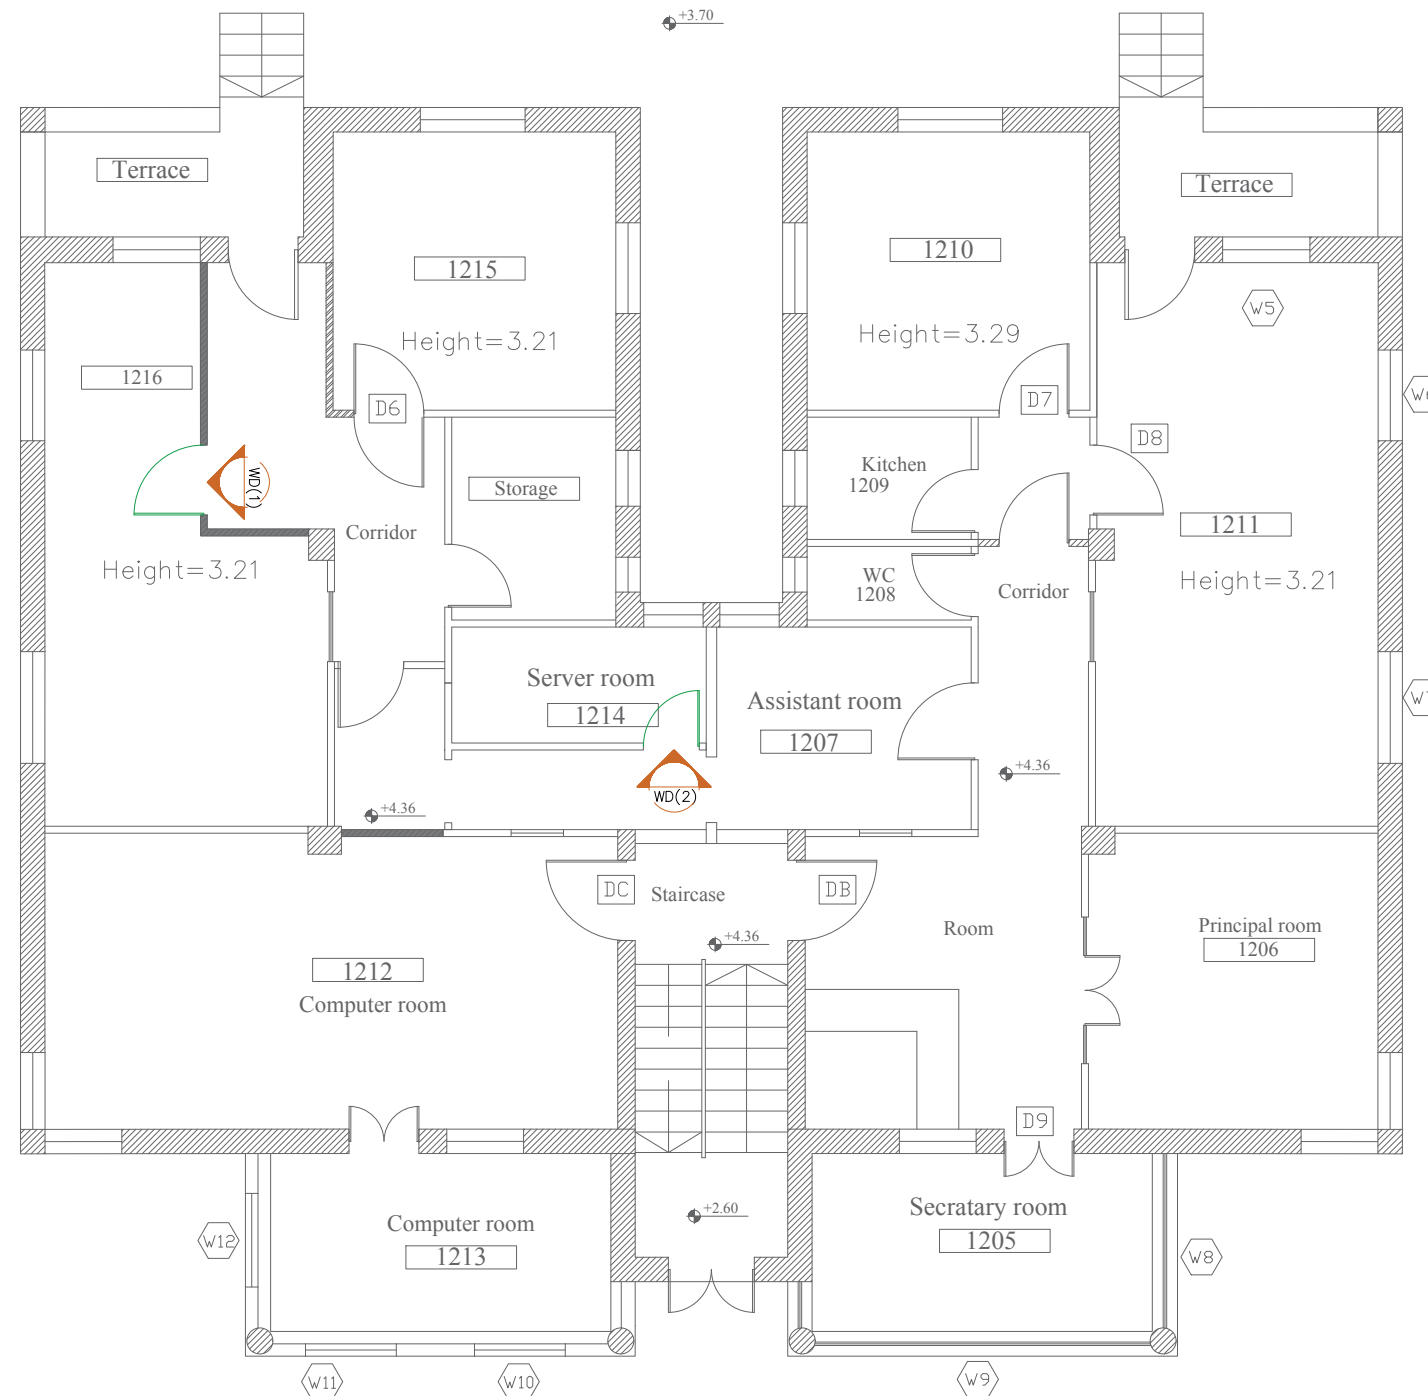 +3.70
Terrace
Terrace
1215
1210
W5
Height=3.21
Height=3.29
1216
D6
D7
W6
D8
WD(1)
Kitchen
1209
Storage
1211
Corridor
Height=3.21
WC
1208
Corridor
Height=3.21
Server room
1214
Assistant room
1207
+4.36
WD(2)
+4.36
DC
Staircase
DB
Room
Principal room
1206
+4.36
1212
Computer room
D9
+2.60
Secratary room
1205
Computer room
1213
W12
W8
W11
W10
W9